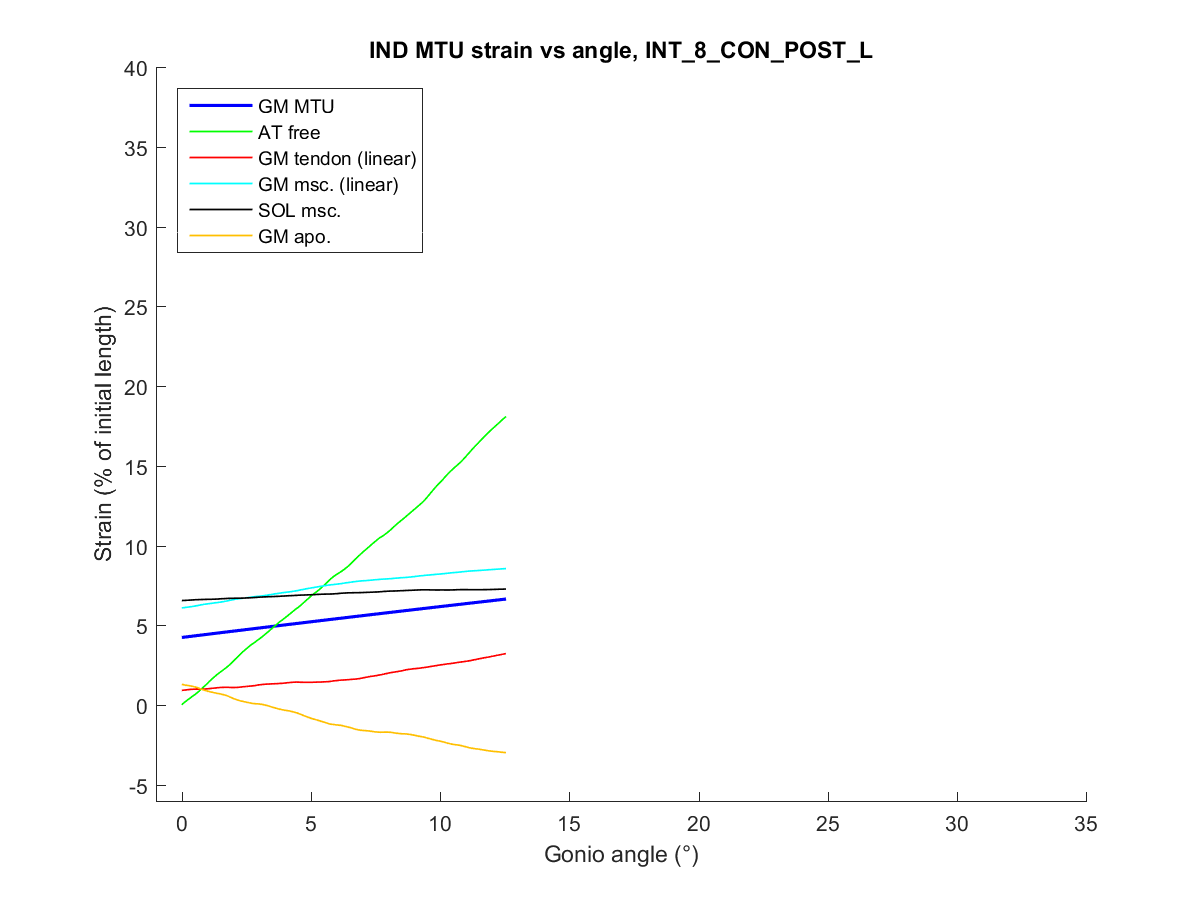 IND MTU strain vs angle, INT_8_CON_POST_L
40
35
30
25
20
15
10
5
0
-5
Strain (% of initial length)
GM MTU
AT free
GM tendon (linear)
GM msc. (linear)
SOL msc.
GM apo.
0 5 10 15 20 25 30 35
Gonio angle (°)